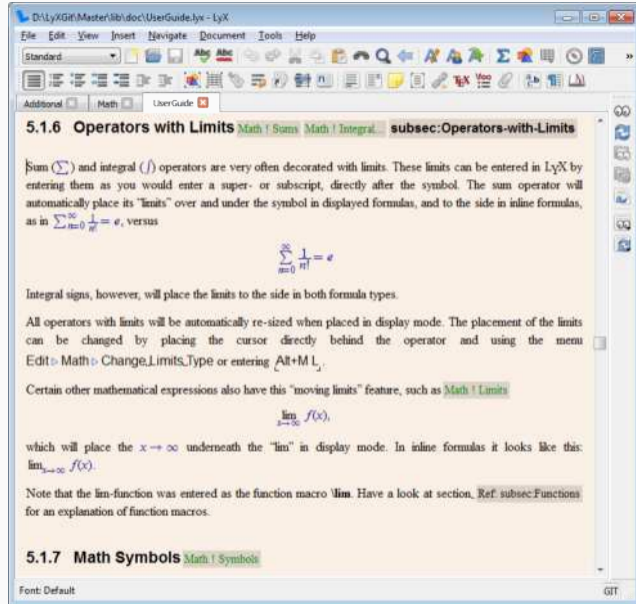 D:\LyXGit\Master\lib\doc\UserGuide.lyx - LyX
File Edit View Insert Navigate Document Tools Help
Standard
Additional Math UserGuide
5.1.6 Operators with Limits Math ! Sums Math ! Integral... subsec:Operators-with-Limits
Sum (∑) and integral (∫) operators are very often decorated with limits. These limits can be entered in LyX by
entering them as you would enter a super- or subscript, directly after the symbol. The sum operator will
automatically place its "limits" over and under the symbol in displayed formulas, and to the side in inline formulas,
as in ∑∞n=0 1/n! = e, versus
∞
∑ 1/n! = e
n=0
Integral signs, however, will place the limits to the side in both formula types.
All operators with limits will be automatically re-sized when placed in display mode. The placement of the limits
can be changed by placing the cursor directly behind the operator and using the menu
Edit▷Math▷Change Limits Type or entering Alt+M L.
Certain other mathematical expressions also have this "moving limits" feature, such as Math ! Limits
lim x→∞ f(x),
which will place the x→∞ underneath the "lim" in display mode. In inline formulas it looks like this:
lim x→∞ f(x).
Note that the lim-function was entered as the function macro \lim. Have a look at section, Ref: subsec:Functions
for an explanation of function macros.
5.1.7 Math Symbols Math ! Symbols
Font: Default GIT